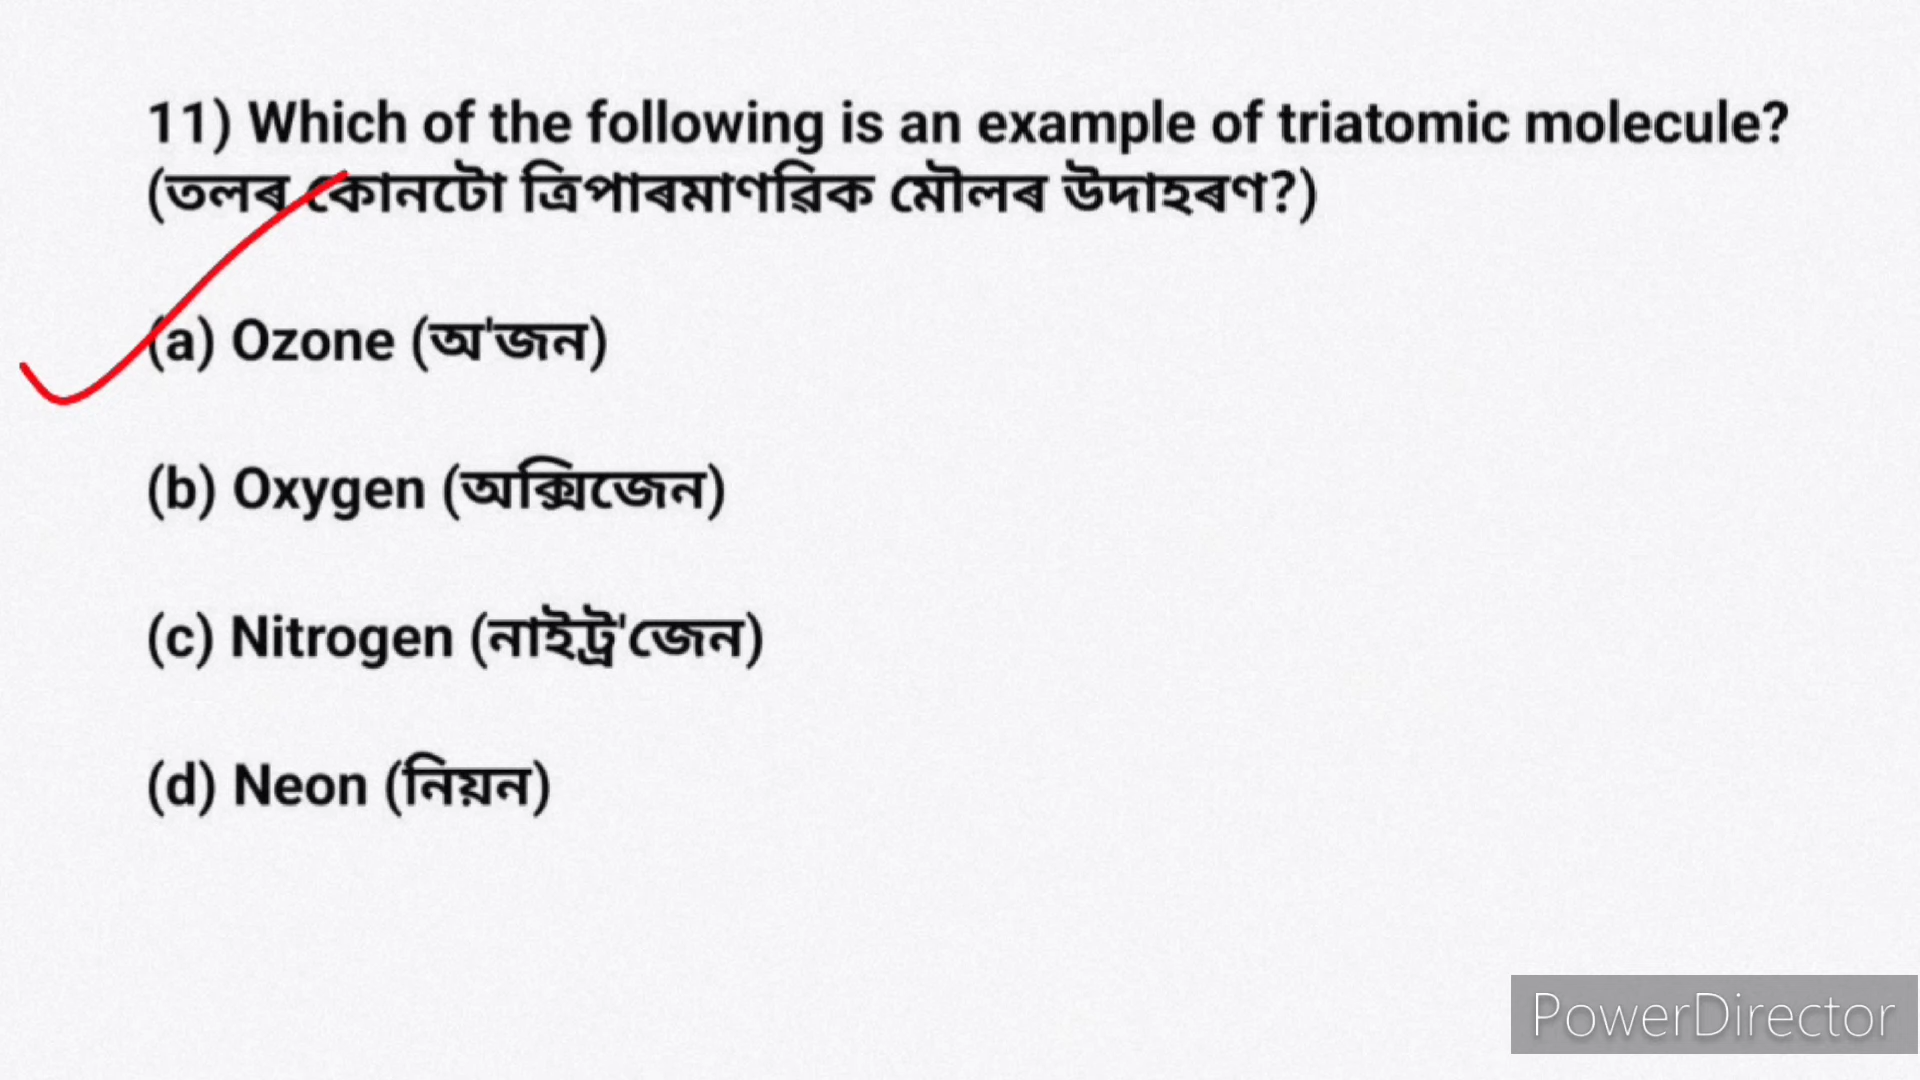 11) Which of the following is an example of triatomic molecule?
(তলৰ কোনটো ত্ৰিপাৰমাণৱিক মৌলৰ উদাহৰণ?)
(a) Ozone (অ'জন)
(b) Oxygen (অক্সিজেন)
(c) Nitrogen (নাইট্ৰ'জেন)
(d) Neon (নিয়ন)
PowerDirector